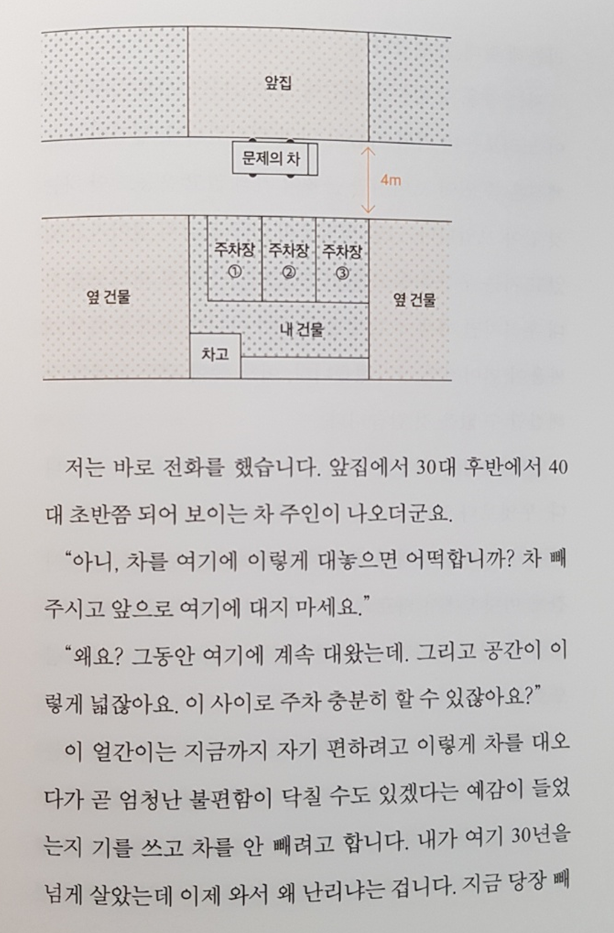 앞집
문제의 차
4m
주차장
①
주차장
②
주차장
③
옆 건물
내 건물
옆 건물
차고
저는 바로 전화를 했습니다. 앞집에서 30대 후반에서 40
대 초반쯤 되어 보이는 차 주인이 나오더군요.
“아니, 차를 여기에 이렇게 대놓으면 어떡합니까? 차 빼
주시고 앞으로 여기에 대지 마세요.”
“왜요? 그동안 여기에 계속 대왔는데. 그리고 공간이 이
렇게 넓잖아요. 이 사이로 주차 충분히 할 수 있잖아요?”
이 얼간이는 지금까지 자기 편하려고 이렇게 차를 대오
다가 곧 엄청난 불편함이 닥칠 수도 있겠다는 예감이 들었
는지 기를 쓰고 차를 안 빼려고 합니다. 내가 여기 30년을
넘게 살았는데 이제 와서 왜 난리냐는 겁니다. 지금 당장 빼